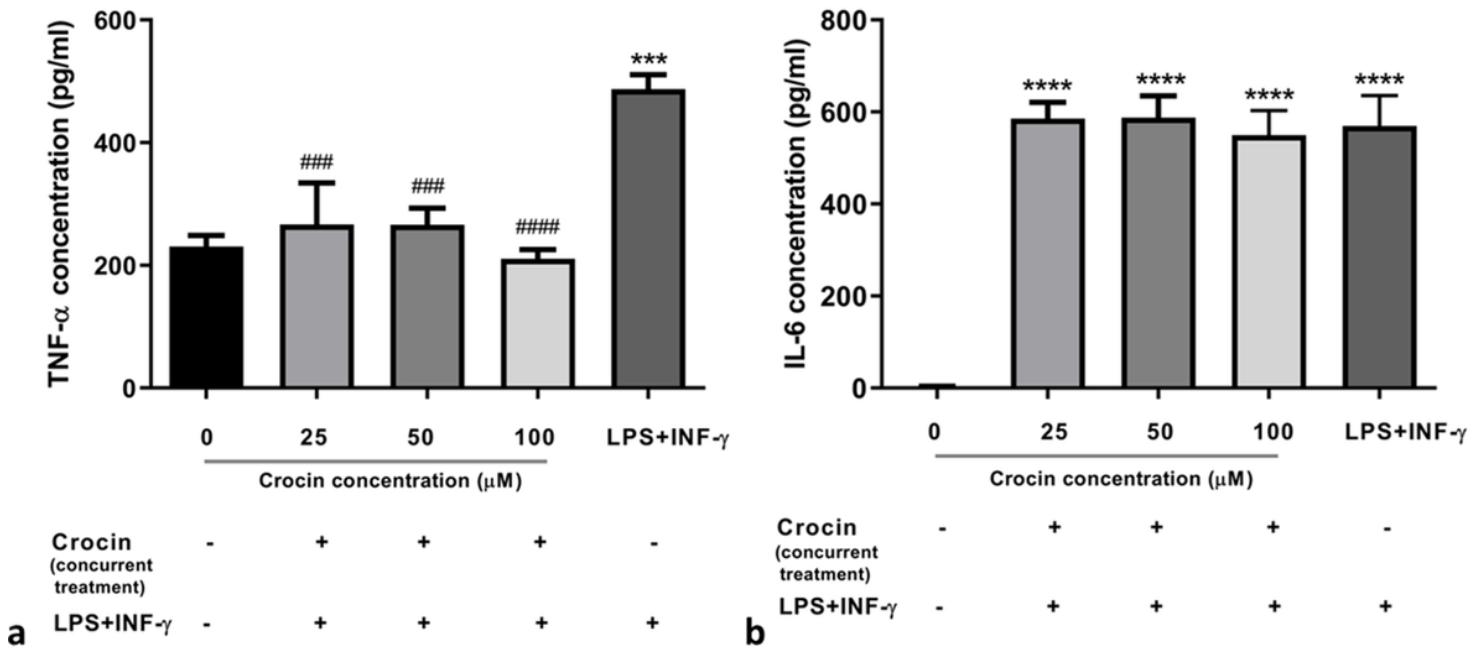 600
400
200
0
TNF-α concentration (pg/ml)
###
###
####
***
0 25 50 100 LPS+INF-γ
Crocin concentration (μM)
Crocin - + + + -
(concurrent
treatment)
LPS+INF-γ - + + + +
a
800
600
400
200
0
IL-6 concentration (pg/ml)
****
****
****
****
0 25 50 100 LPS+INF-γ
Crocin concentration (μM)
Crocin - + + + -
(concurrent
treatment)
LPS+INF-γ - + + + +
b